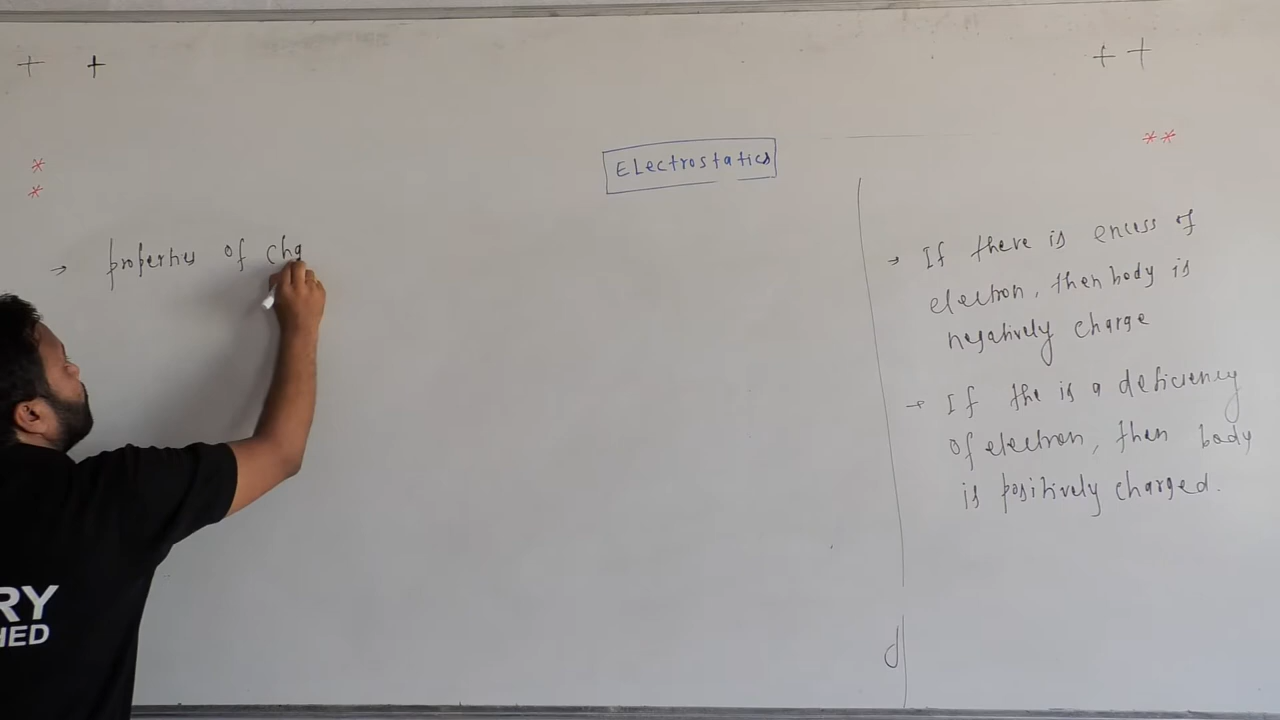 + +
+ +
*
*
**
Electrostatics
→ properties of cha
→ If there is excess of
electron, then body is
negatively charge
→ If the is a deficiency
of electron, then body
is positively charged.
d
RY
HED